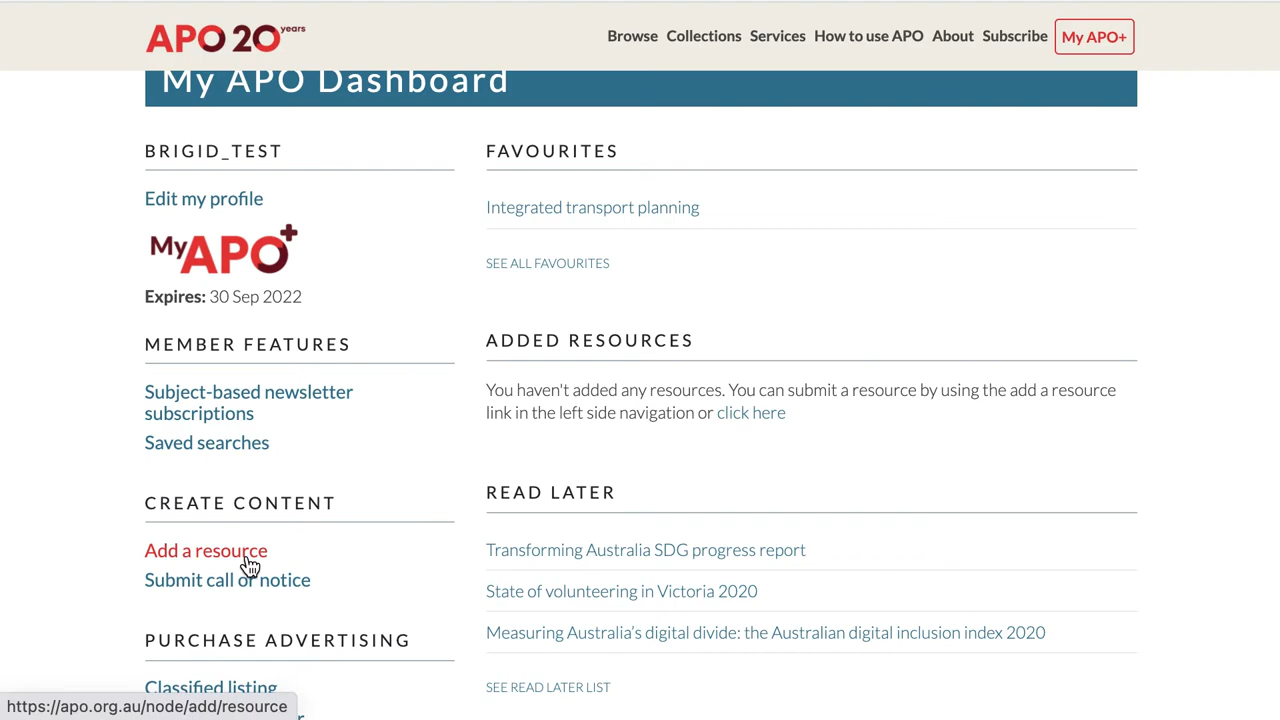 APO 20 years
Browse Collections Services How to use APO About Subscribe My APO+
My APO Dashboard
BRIGID_TEST
Edit my profile
My APO+
Expires: 30 Sep 2022
MEMBER FEATURES
Subject-based newsletter
subscriptions
Saved searches
CREATE CONTENT
Add a resource
Submit call or notice
PURCHASE ADVERTISING
Classified listing
FAVOURITES
Integrated transport planning
SEE ALL FAVOURITES
ADDED RESOURCES
You haven't added any resources. You can submit a resource by using the add a resource
link in the left side navigation or click here
READ LATER
Transforming Australia SDG progress report
State of volunteering in Victoria 2020
Measuring Australia's digital divide: the Australian digital inclusion index 2020
SEE READ LATER LIST
https://apo.org.au/node/add/resource